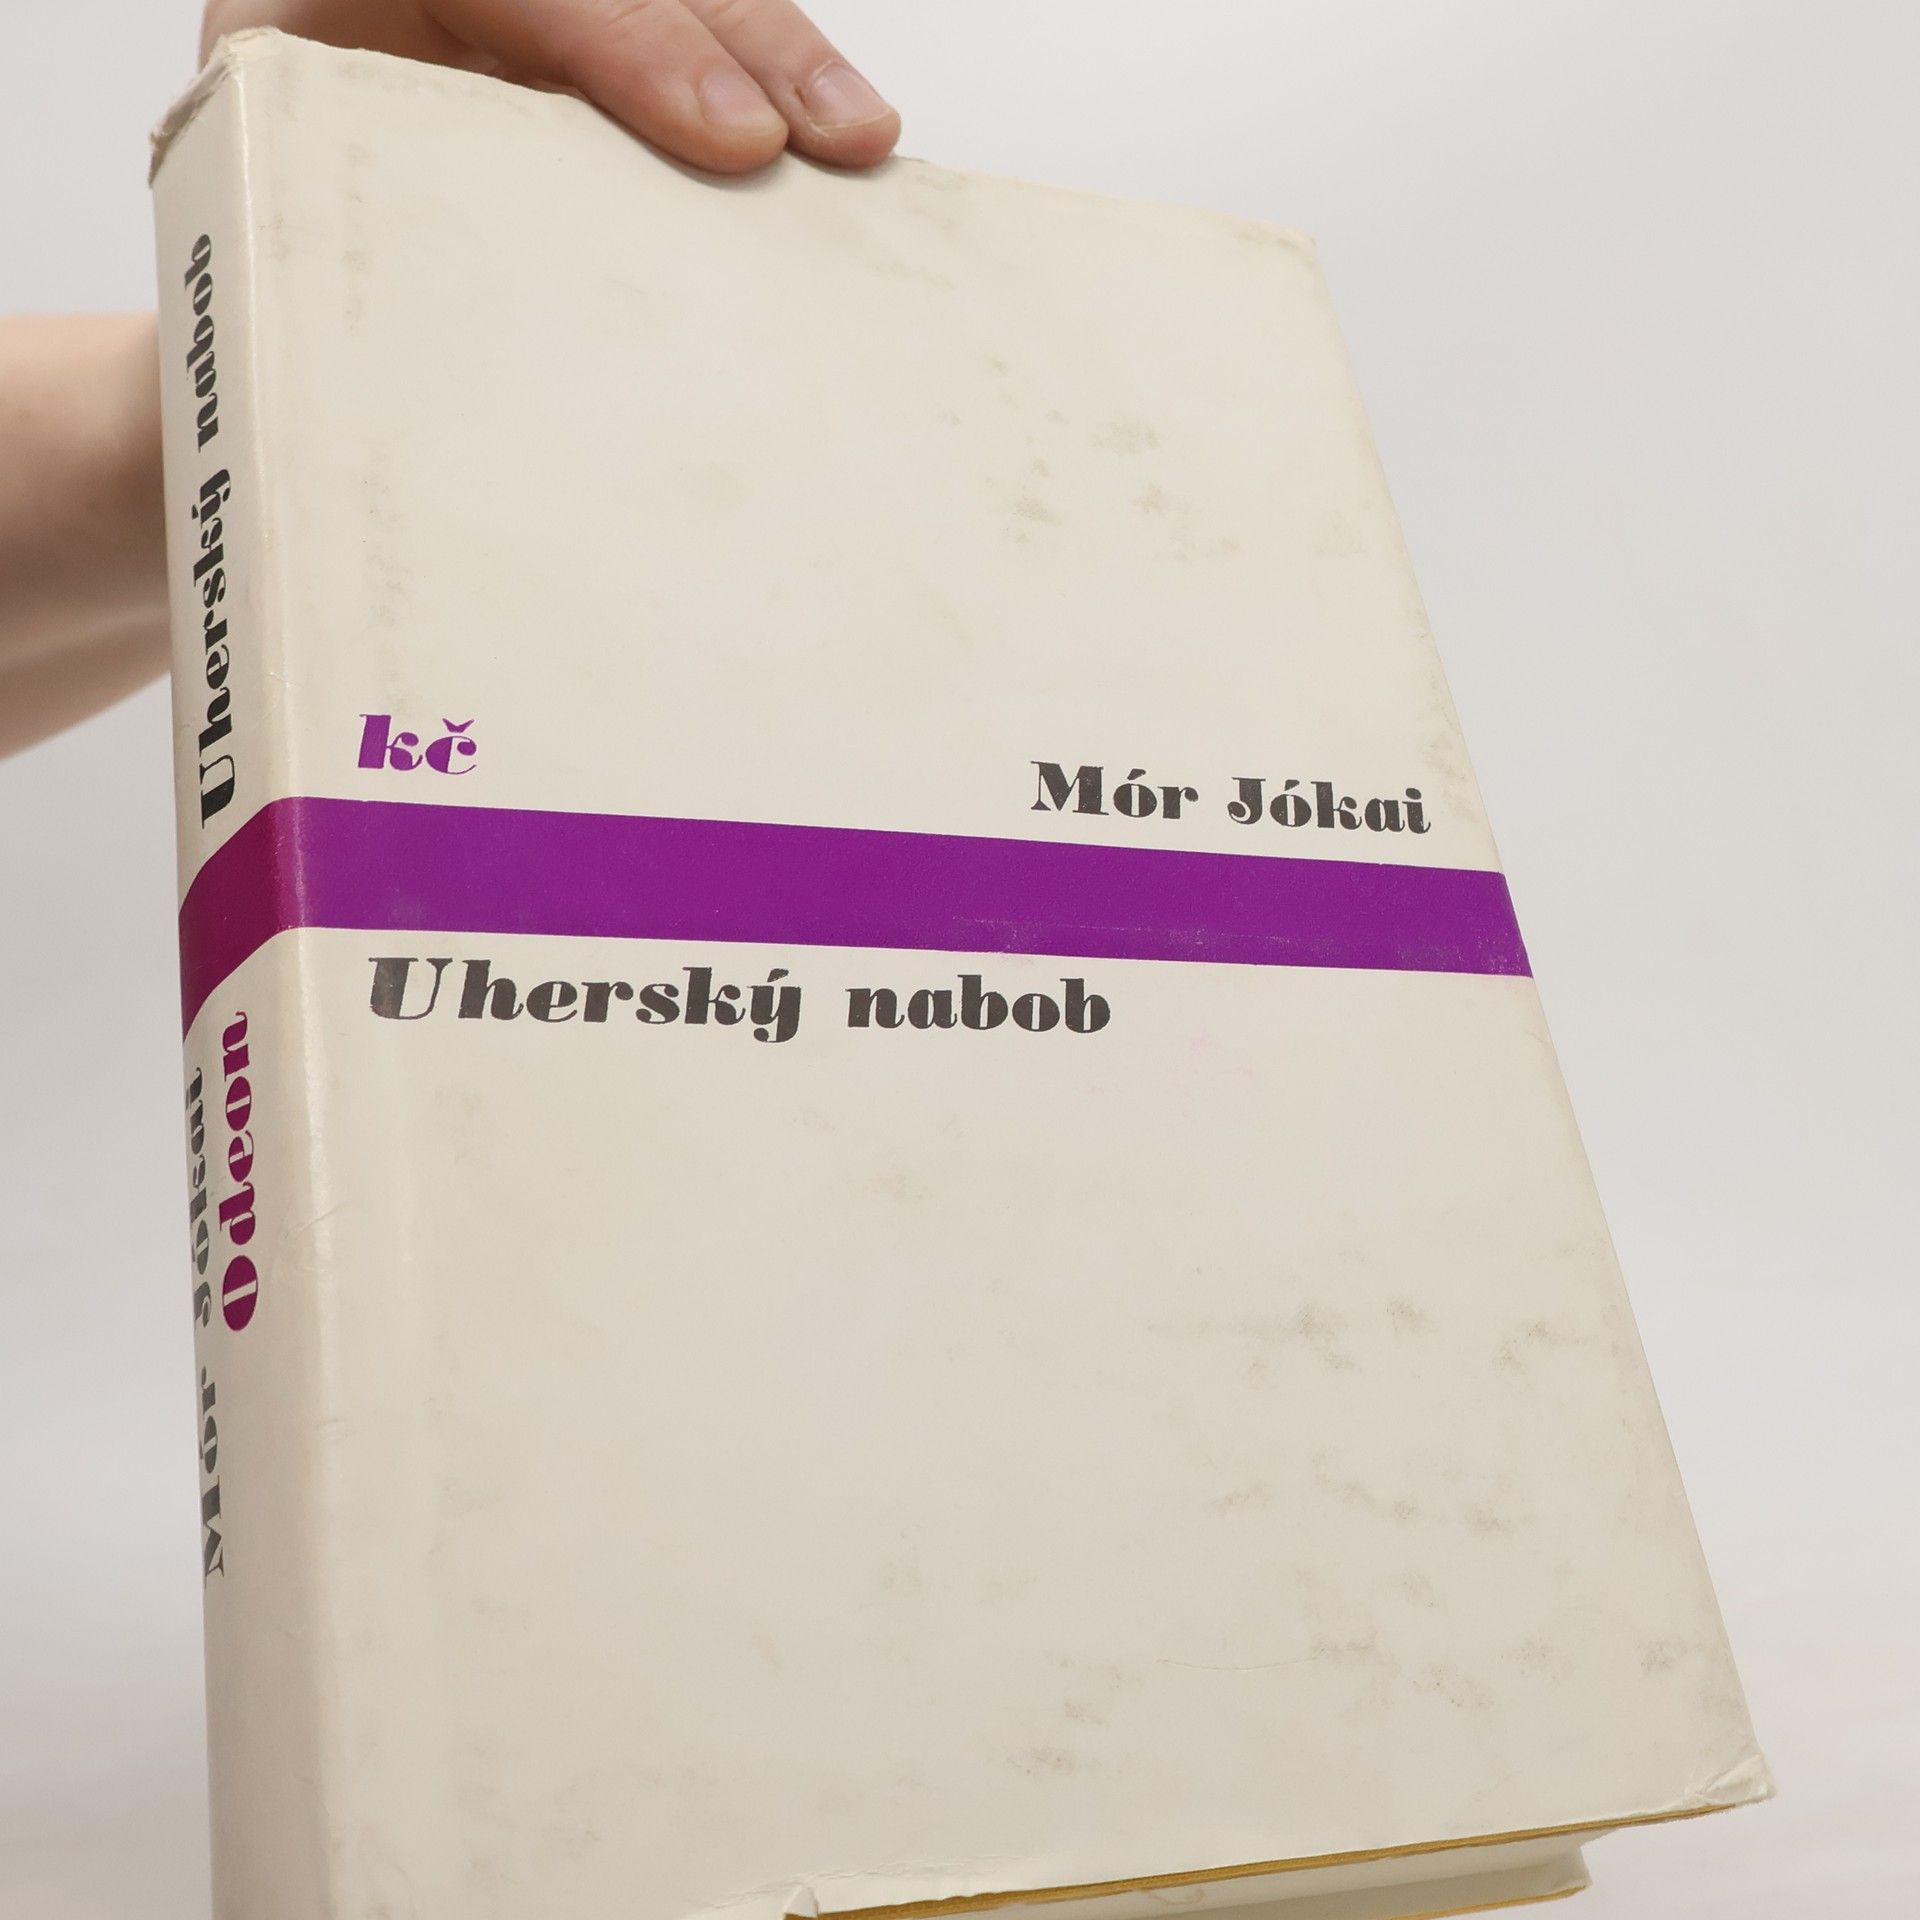 kč
Mór Jókai
Uherský nabob
Uherský nabob
Mór Jókai
Odeon